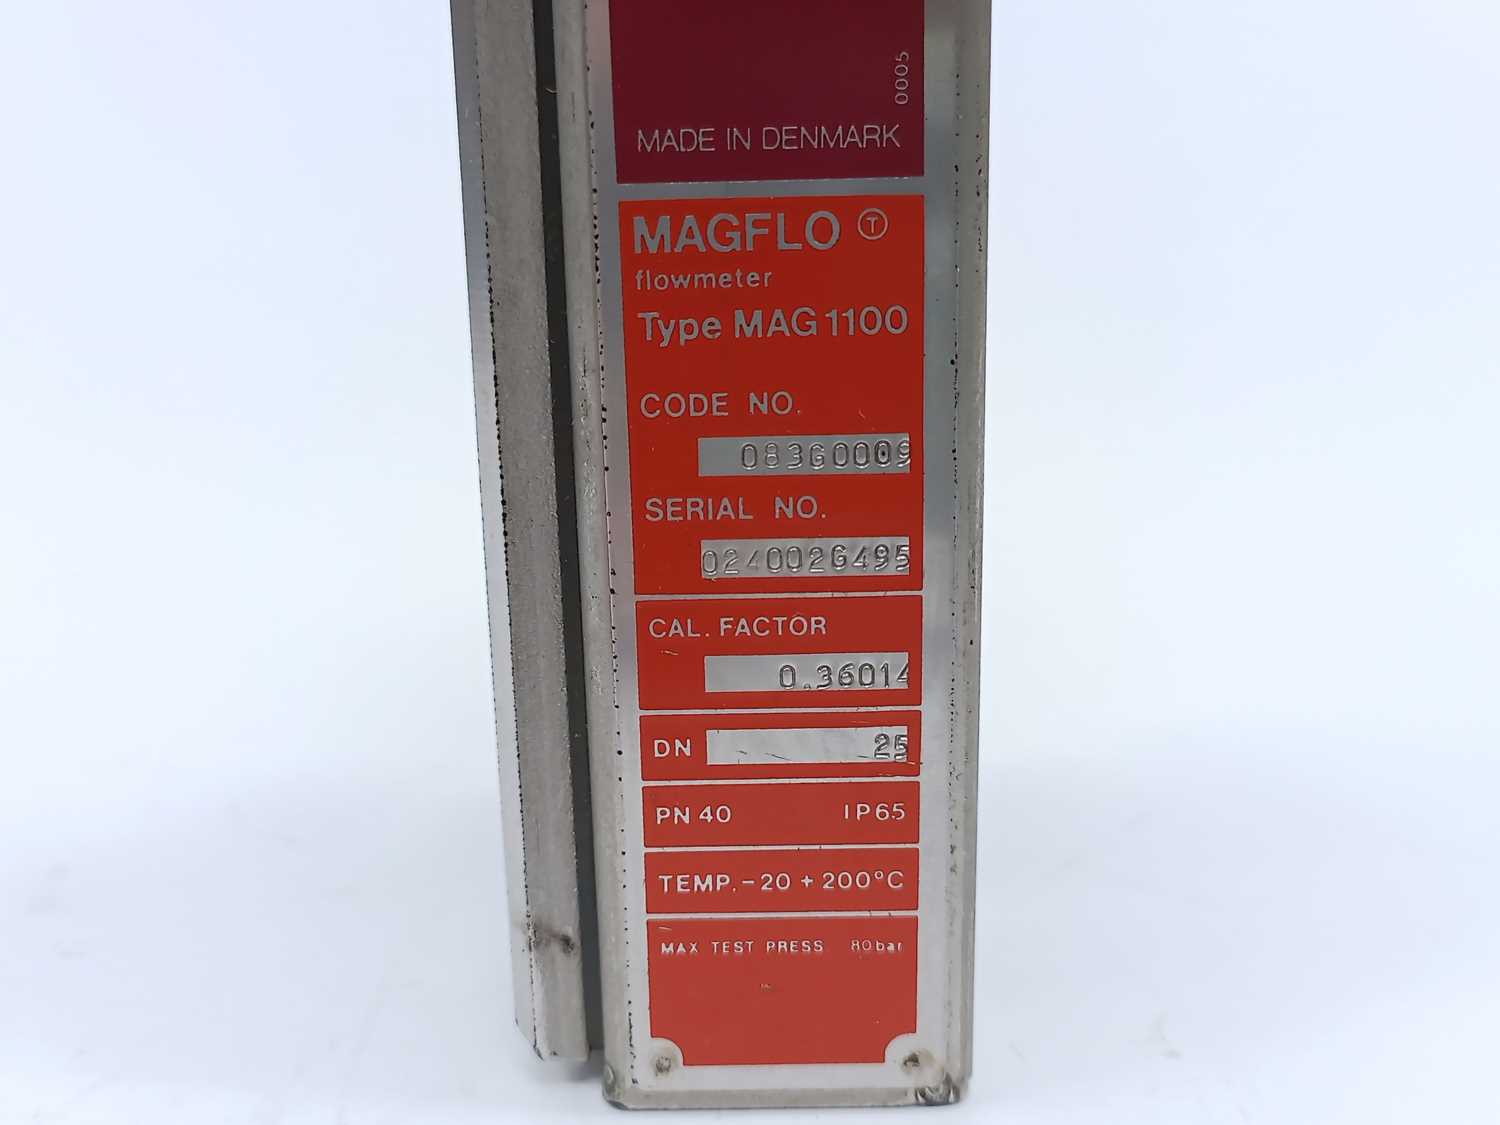 0005
MADE IN DENMARK
MAGFLO Ⓣ
flowmeter
Type MAG 1100
CODE NO.
083G0009
SERIAL NO.
024002G495
CAL. FACTOR
0.36014
DN 25
PN 40 IP65
TEMP. -20 + 200°C
MAX TEST PRESS 80bar